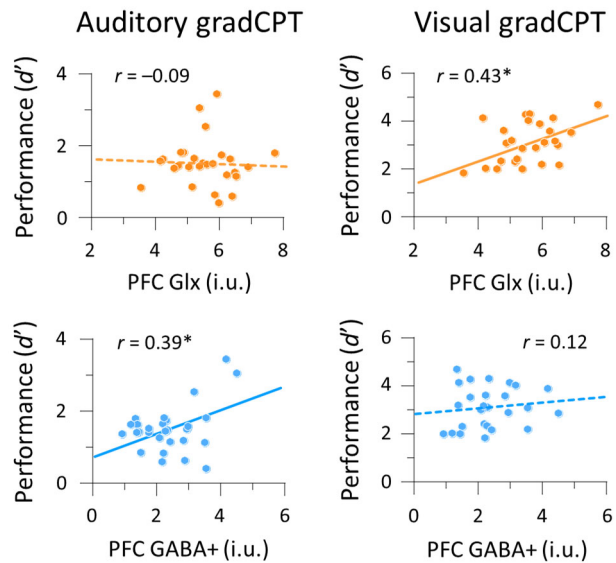 Auditory gradCPT
Visual gradCPT
r = –0.09
Performance (d′)
4
2
0
2
4
6
8
PFC Glx (i.u.)
r = 0.43*
Performance (d′)
6
4
2
0
2
4
6
8
PFC Glx (i.u.)
r = 0.39*
Performance (d′)
4
2
0
0
2
4
6
PFC GABA+ (i.u.)
r = 0.12
Performance (d′)
6
4
2
0
0
2
4
6
PFC GABA+ (i.u.)